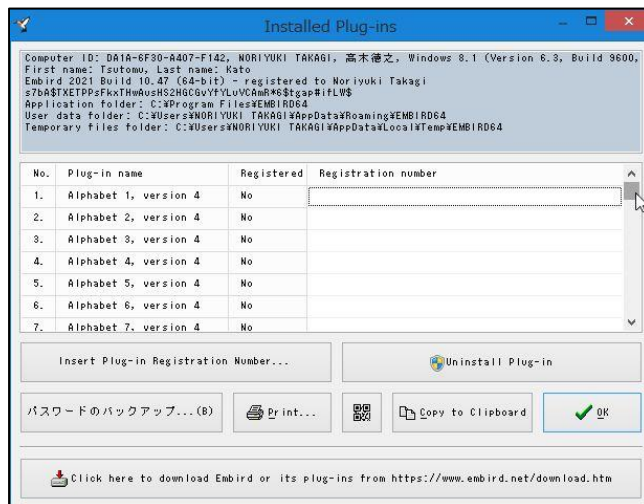 Installed Plug-ins
Computer ID: DA1A-6F30-A407-F142, NORIYUKI TAKAGI, 高木徳之, Windows 8.1 (Version 6.3, Build 9600,
First name: Tsutomu, Last name: Kato
Embird 2021 Build 10.47 (64-bit) - registered to Noriyuki Takagi
Application folder: C:¥Program Files¥EMBIRD64
User data folder: C:¥Users¥NORIYUKI TAKAGI¥AppData¥Roaming¥EMBIRD64
Temporary files folder: C:¥Users¥NORIYUKI TAKAGI¥AppData¥Local¥Temp¥EMBIRD64
No. Plug-in name Registered Registration number
1. Alphabet 1, version 4 No
2. Alphabet 2, version 4 No
3. Alphabet 3, version 4 No
4. Alphabet 4, version 4 No
5. Alphabet 5, version 4 No
6. Alphabet 6, version 4 No
7. Alphabet 7, version 4 No
Insert Plug-in Registration Number... Uninstall Plug-in
パスワードのバックアップ...(B) Print... Copy to Clipboard OK
Click here to download Embird or its plug-ins from https://www.embird.net/download.htm